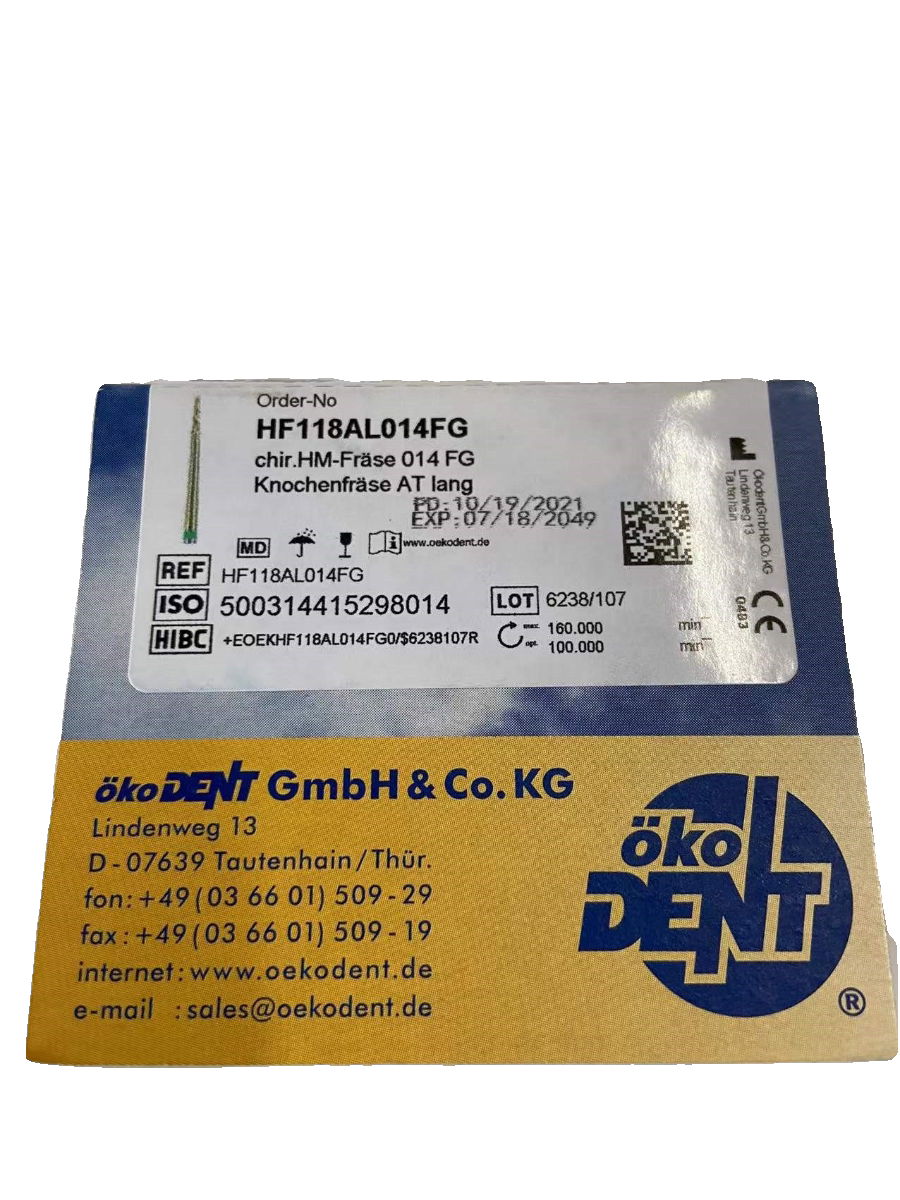 Order-No
HF118AL014FG
chir.HM-Fräse 014 FG
Knochenfräse AT lang
PD:10/19/2021
EXP:07/18/2049
MD
www.oekodent.de
REF HF118AL014FG
ISO 500314415298014
LOT 6238/107
HIBC +EOEKHF118AL014FG0/$6238107R
max. 160.000 min
opt. 100.000 min
ÖkodentGmbH&Co.KG
Lindenweg 13
Tautenhain
CE
0483
öko DENT GmbH & Co. KG
Lindenweg 13
D - 07639 Tautenhain / Thür.
fon: +49 (03 66 01) 509 - 29
fax : +49 (03 66 01) 509 - 19
internet : www.oekodent.de
e-mail : sales@oekodent.de
öko
DENT
®